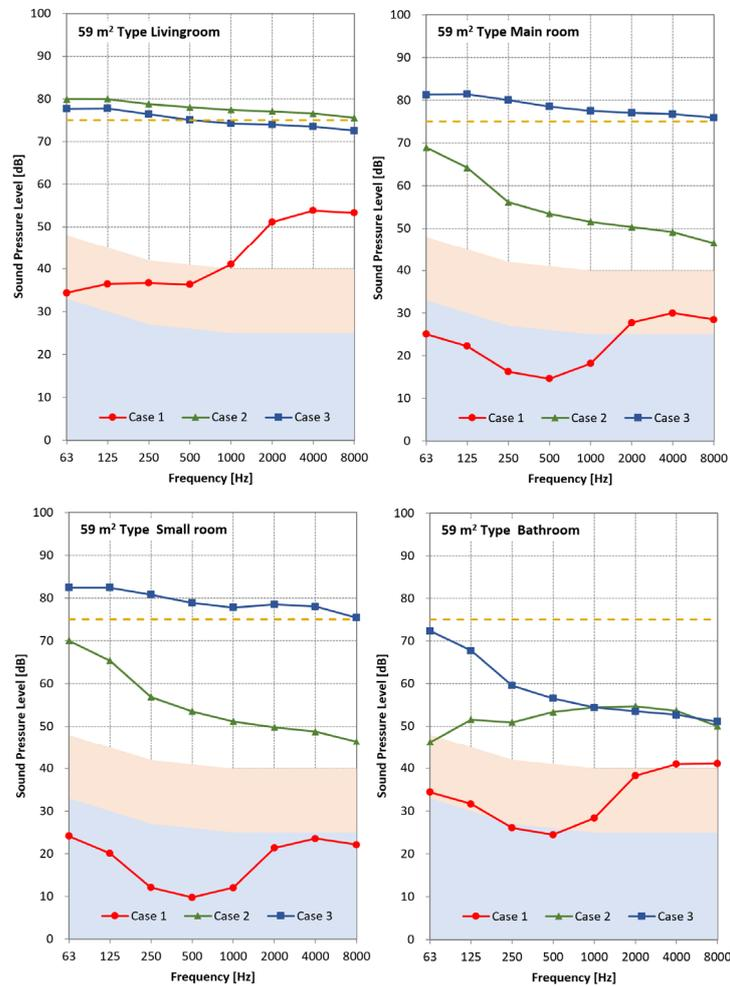 59 m² Type Livingroom
Sound Pressure Level [dB]
100
90
80
70
60
50
40
30
20
10
0
Case 1 Case 2 Case 3
63 125 250 500 1000 2000 4000 8000
Frequency [Hz]
59 m² Type Main room
Sound Pressure Level [dB]
100
90
80
70
60
50
40
30
20
10
0
Case 1 Case 2 Case 3
63 125 250 500 1000 2000 4000 8000
Frequency [Hz]
59 m² Type Small room
Sound Pressure Level [dB]
100
90
80
70
60
50
40
30
20
10
0
Case 1 Case 2 Case 3
63 125 250 500 1000 2000 4000 8000
Frequency [Hz]
59 m² Type Bathroom
Sound Pressure Level [dB]
100
90
80
70
60
50
40
30
20
10
0
Case 1 Case 2 Case 3
63 125 250 500 1000 2000 4000 8000
Frequency [Hz]